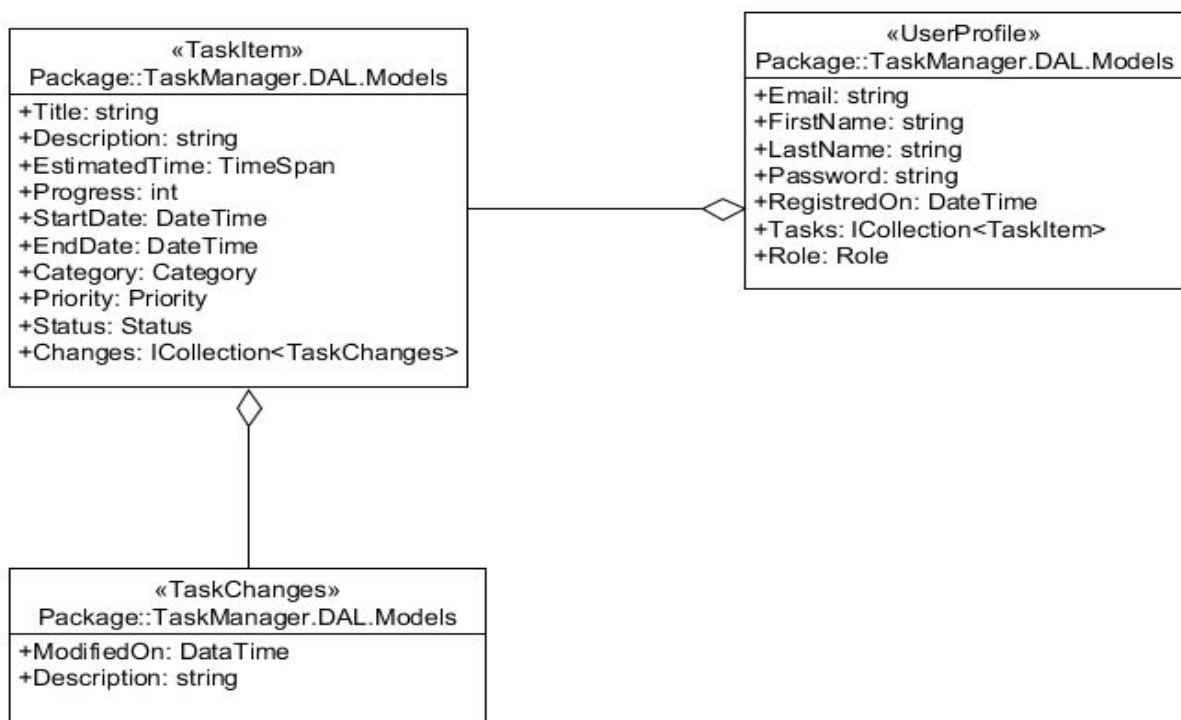 «TaskItem»
Package::TaskManager.DAL.Models
+Title: string
+Description: string
+EstimatedTime: TimeSpan
+Progress: int
+StartDate: DateTime
+EndDate: DateTime
+Category: Category
+Priority: Priority
+Status: Status
+Changes: ICollection<TaskChanges>
«UserProfile»
Package::TaskManager.DAL.Models
+Email: string
+FirstName: string
+LastName: string
+Password: string
+RegistredOn: DateTime
+Tasks: ICollection<TaskItem>
+Role: Role
«TaskChanges»
Package::TaskManager.DAL.Models
+ModifiedOn: DataTime
+Description: string